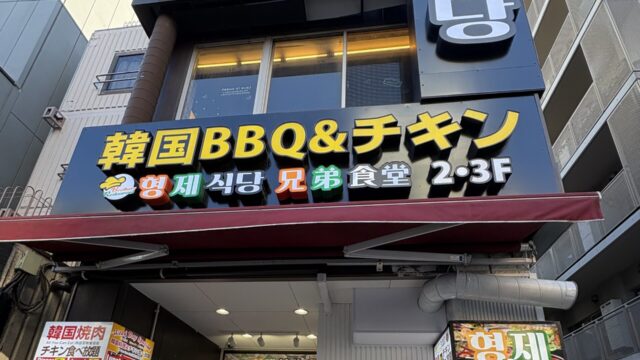 당
韓国BBQ&チキン
형제식당 兄弟食堂 2・3F
韓国焼肉
チキン食べ放題
형제